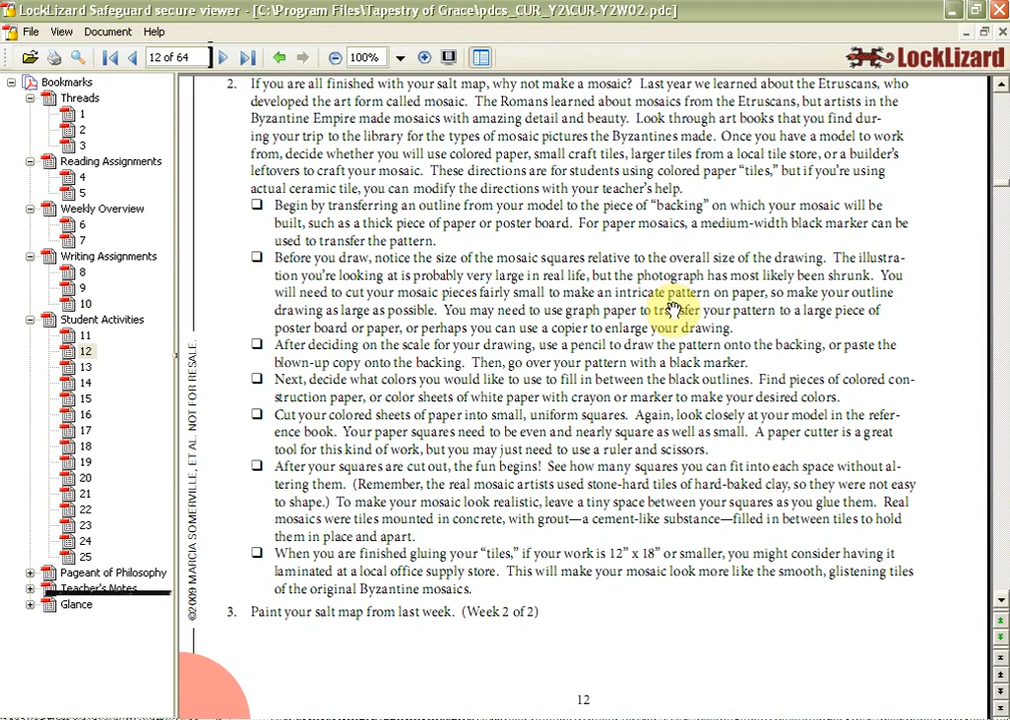 LockLizard Safeguard secure viewer - [C:\Program Files\Tapestry of Grace\pdcs_CUR_Y2\CUR-Y2W02.pdc]
File View Document Help
12 of 64
100%
LOCKLIZARD
Bookmarks
Threads
1
2
3
Reading Assignments
4
5
Weekly Overview
6
7
Writing Assignments
8
9
10
Student Activities
11
12
13
14
15
16
17
18
19
20
21
22
23
24
25
Pageant of Philosophy
Teacher's Notes
Glance
©2009 MARCIA SOMERVILLE, ET AL. NOT FOR RESALE.
2. If you are all finished with your salt map, why not make a mosaic? Last year we learned about the Etruscans, who
developed the art form called mosaic. The Romans learned about mosaics from the Etruscans, but artists in the
Byzantine Empire made mosaics with amazing detail and beauty. Look through art books that you find dur-
ing your trip to the library for the types of mosaic pictures the Byzantines made. Once you have a model to work
from, decide whether you will use colored paper, small craft tiles, larger tiles from a local tile store, or a builder's
leftovers to craft your mosaic. These directions are for students using colored paper “tiles,” but if you're using
actual ceramic tile, you can modify the directions with your teacher's help.
❑ Begin by transferring an outline from your model to the piece of “backing” on which your mosaic will be
built, such as a thick piece of paper or poster board. For paper mosaics, a medium-width black marker can be
used to transfer the pattern.
❑ Before you draw, notice the size of the mosaic squares relative to the overall size of the drawing. The illustra-
tion you're looking at is probably very large in real life, but the photograph has most likely been shrunk. You
will need to cut your mosaic pieces fairly small to make an intricate pattern on paper, so make your outline
drawing as large as possible. You may need to use graph paper to transfer your pattern to a large piece of
poster board or paper, or perhaps you can use a copier to enlarge your drawing.
❑ After deciding on the scale for your drawing, use a pencil to draw the pattern onto the backing, or paste the
blown-up copy onto the backing. Then, go over your pattern with a black marker.
❑ Next, decide what colors you would like to use to fill in between the black outlines. Find pieces of colored con-
struction paper, or color sheets of white paper with crayon or marker to make your desired colors.
❑ Cut your colored sheets of paper into small, uniform squares. Again, look closely at your model in the refer-
ence book. Your paper squares need to be even and nearly square as well as small. A paper cutter is a great
tool for this kind of work, but you may just need to use a ruler and scissors.
❑ After your squares are cut out, the fun begins! See how many squares you can fit into each space without al-
tering them. (Remember, the real mosaic artists used stone-hard tiles of hard-baked clay, so they were not easy
to shape.) To make your mosaic look realistic, leave a tiny space between your squares as you glue them. Real
mosaics were tiles mounted in concrete, with grout—a cement-like substance—filled in between tiles to hold
them in place and apart.
❑ When you are finished gluing your “tiles,” if your work is 12” x 18” or smaller, you might consider having it
laminated at a local office supply store. This will make your mosaic look more like the smooth, glistening tiles
of the original Byzantine mosaics.
3. Paint your salt map from last week. (Week 2 of 2)
12